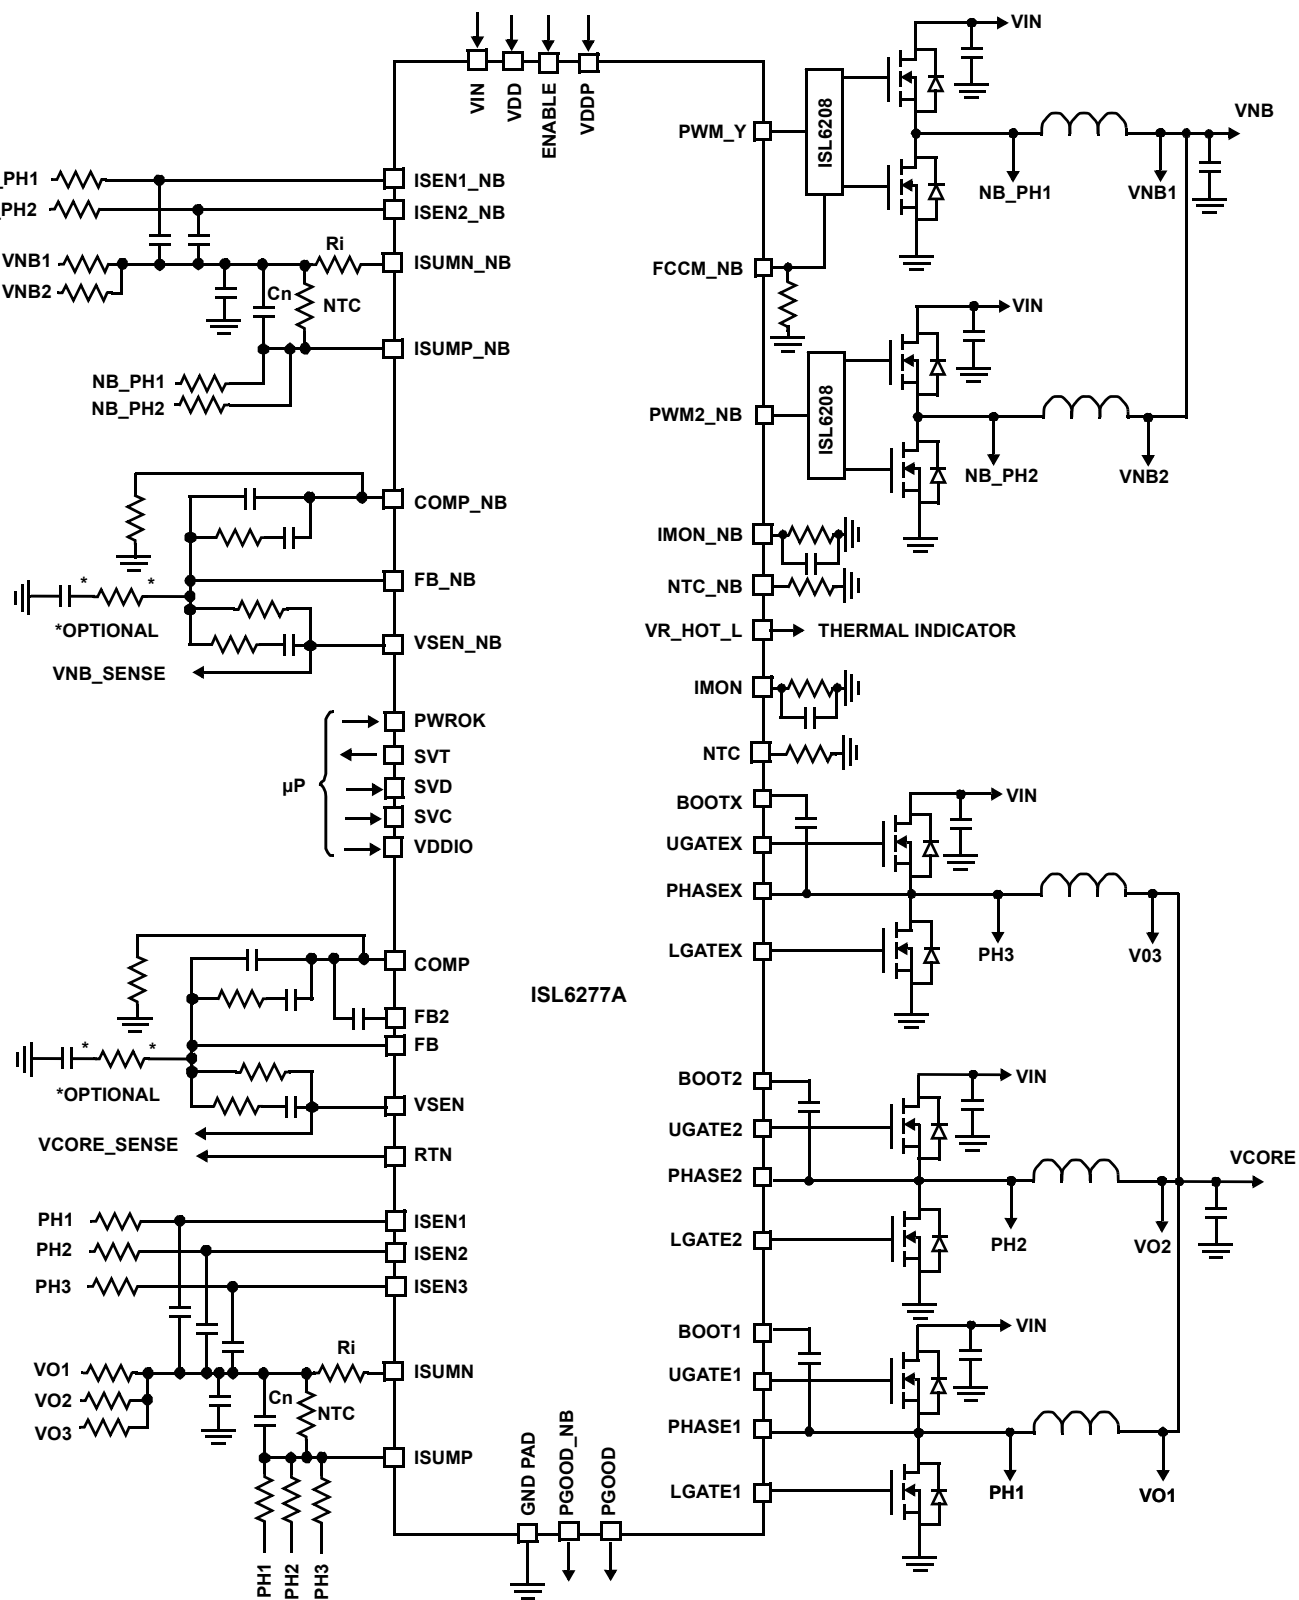 VIN
VDD
ENABLE
VDDP
VIN
ISL6208
PWM_Y
VNB
NB_PH1
VNB1
_PH1
ISEN1_NB
_PH2
ISEN2_NB
VNB1
Ri
ISUMN_NB
FCCM_NB
VNB2
Cn
NTC
VIN
ISUMP_NB
NB_PH1
NB_PH2
PWM2_NB
ISL6208
NB_PH2
VNB2
COMP_NB
IMON_NB
FB_NB
NTC_NB
* *
*OPTIONAL
VSEN_NB
VR_HOT_L
THERMAL INDICATOR
VNB_SENSE
IMON
PWROK
SVT
NTC
µP
SVD
BOOTX
VIN
SVC
VDDIO
UGATEX
PHASEX
LGATEX
PH3
V03
COMP
ISL6277A
FB2
FB
* *
*OPTIONAL
BOOT2
VIN
VSEN
UGATE2
VCORE_SENSE
RTN
PHASE2
VCORE
PH1
ISEN1
PH2
ISEN2
LGATE2
PH2
VO2
PH3
ISEN3
BOOT1
VIN
Ri
VO1
ISUMN
UGATE1
VO2
Cn
NTC
VO3
PHASE1
ISUMP
LGATE1
PH1
VO1
GND PAD
PGOOD_NB
PGOOD
PH1
PH2
PH3